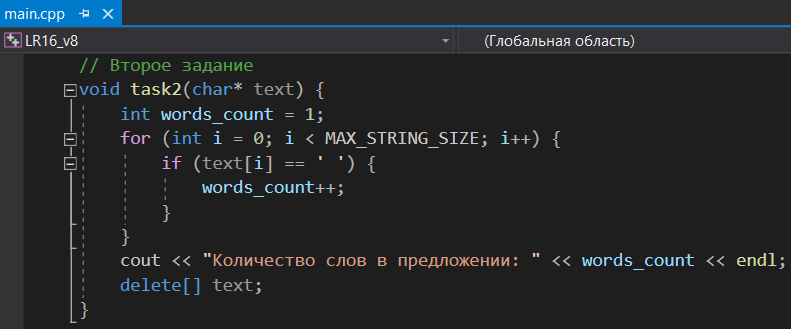 main.cpp
LR16_v8 (Глобальная область)
// Второе задание
void task2(char* text) {
int words_count = 1;
for (int i = 0; i < MAX_STRING_SIZE; i++) {
if (text[i] == ' ') {
words_count++;
}
}
cout << "Количество слов в предложении: " << words_count << endl;
delete[] text;
}